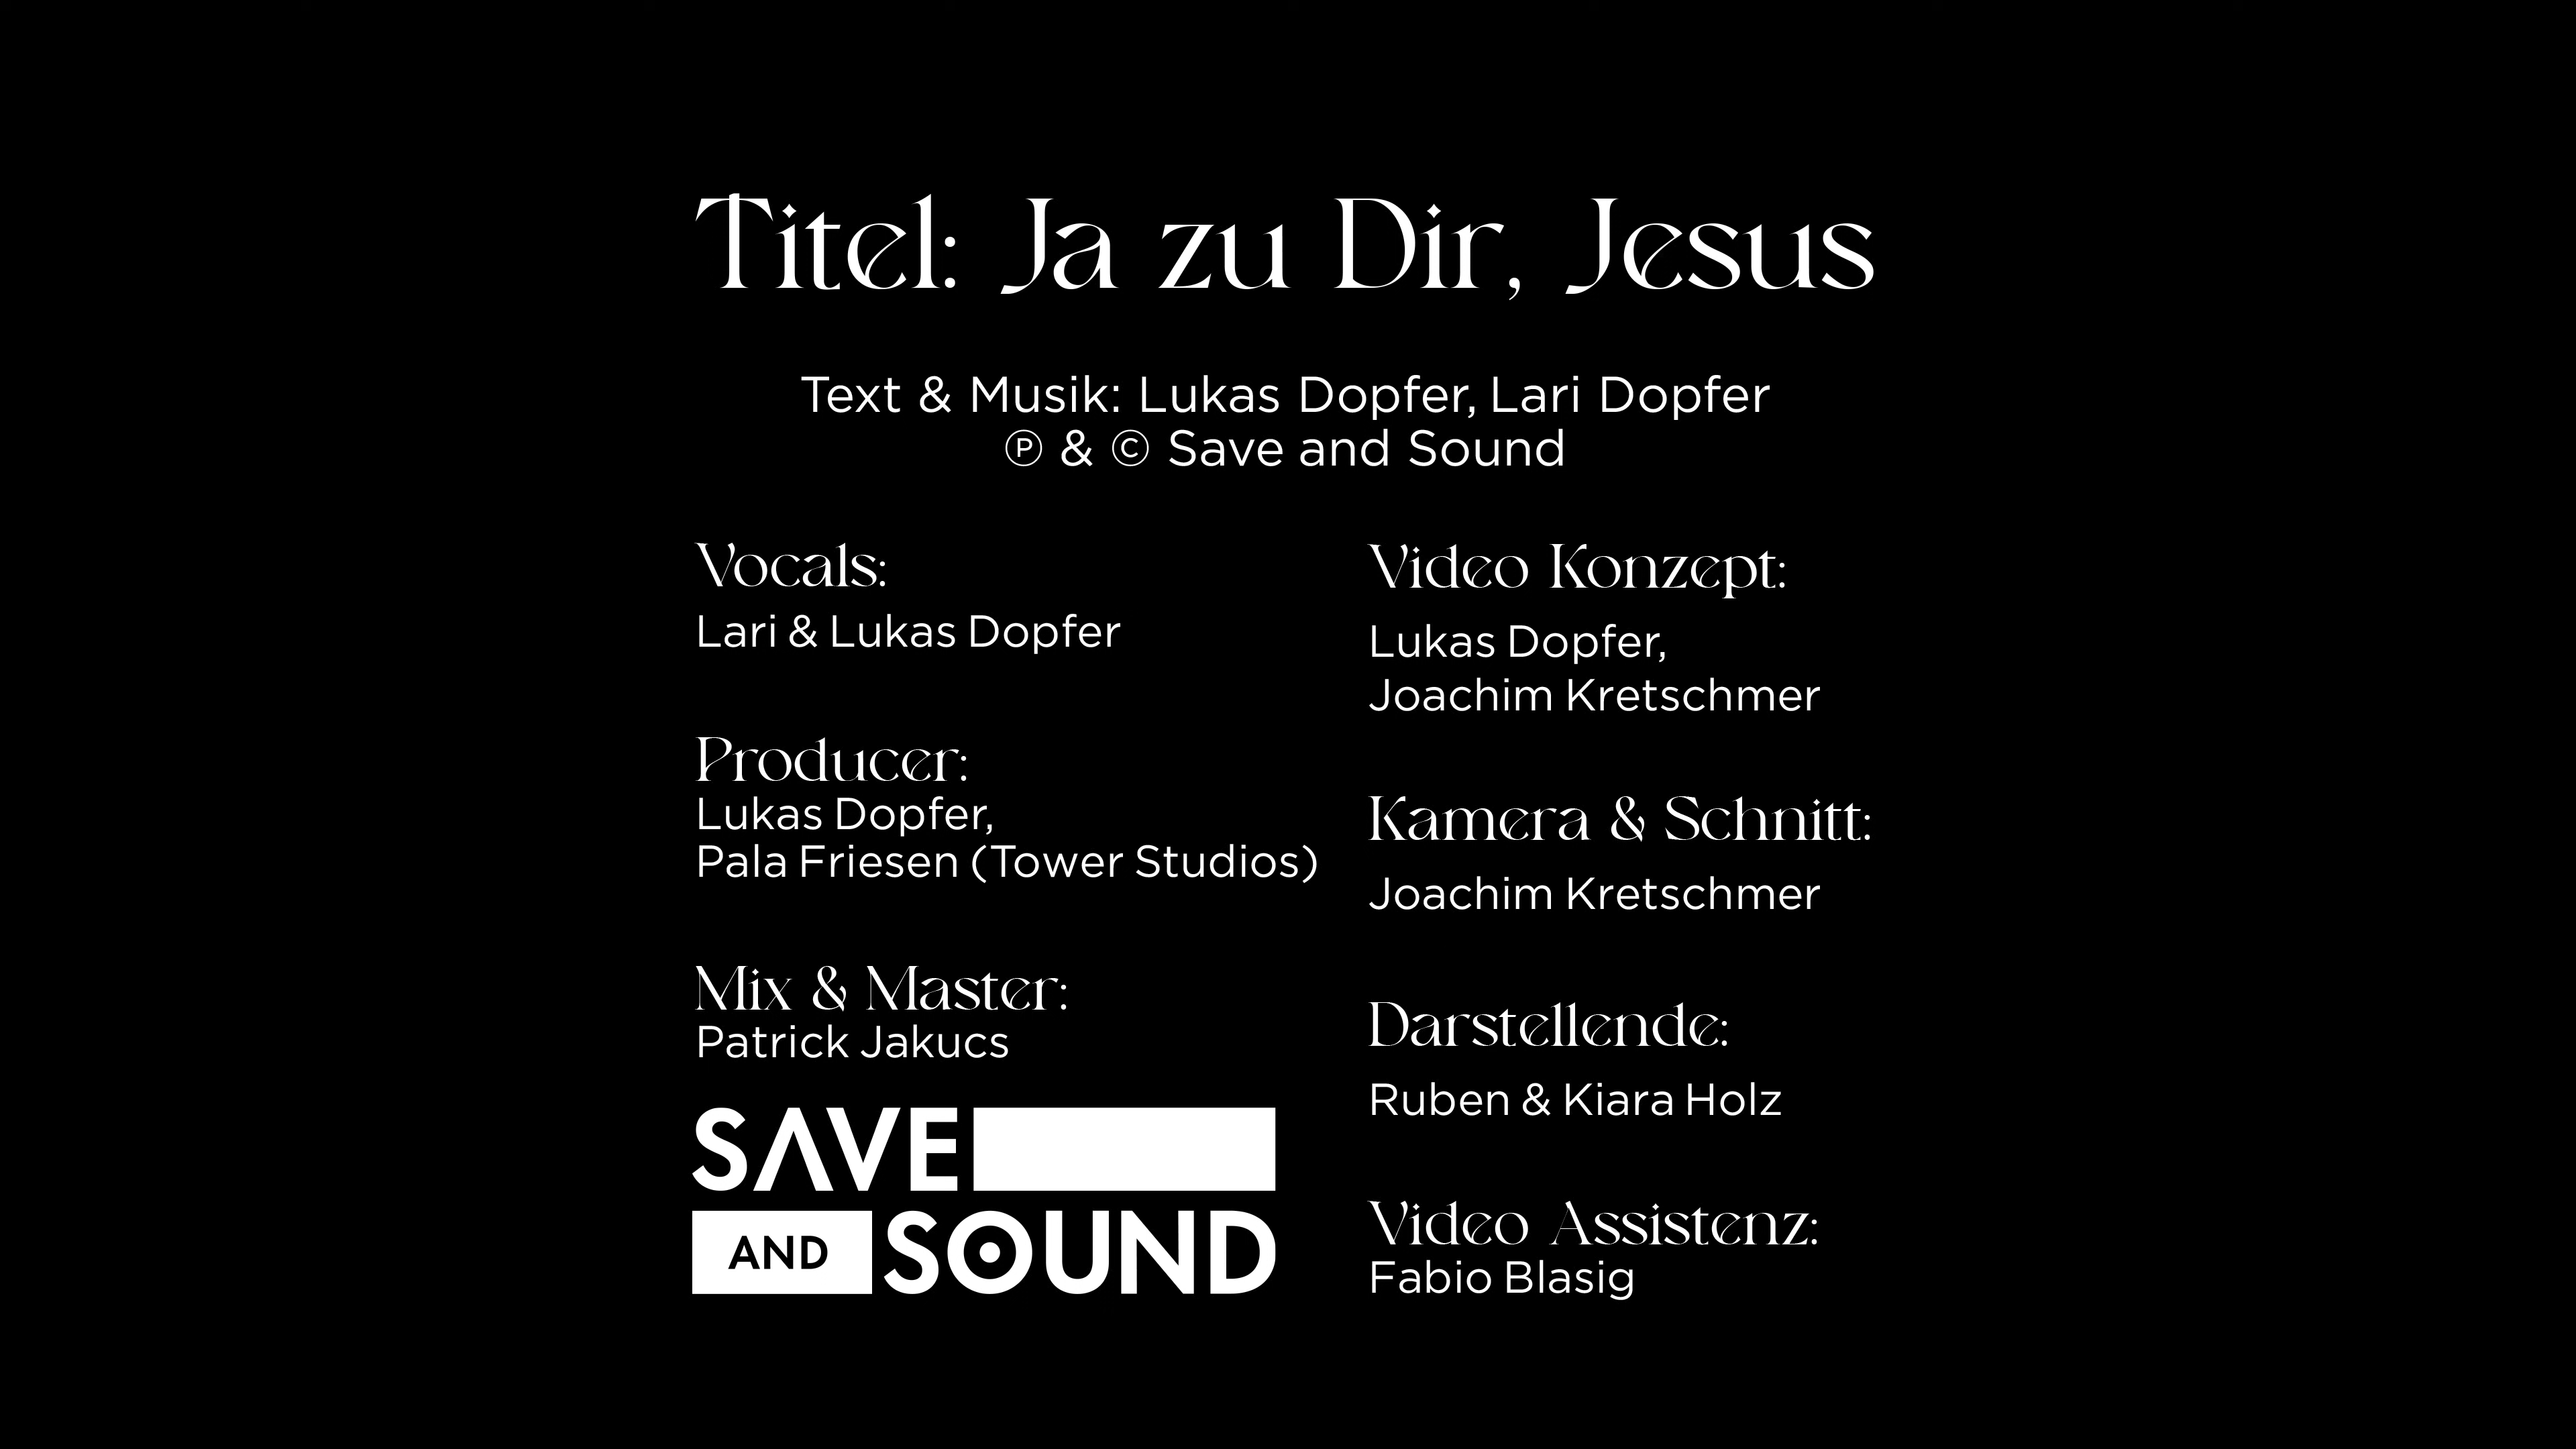 Titel: Ja zu Dir, Jesus
Text & Musik: Lukas Dopfer, Lari Dopfer
℗ & © Save and Sound
Vocals:
Lari & Lukas Dopfer
Producer:
Lukas Dopfer,
Pala Friesen (Tower Studios)
Mix & Master:
Patrick Jakucs
SAVE
AND SOUND
Video Konzept:
Lukas Dopfer,
Joachim Kretschmer
Kamera & Schnitt:
Joachim Kretschmer
Darstellende:
Ruben & Kiara Holz
Video Assistenz:
Fabio Blasig